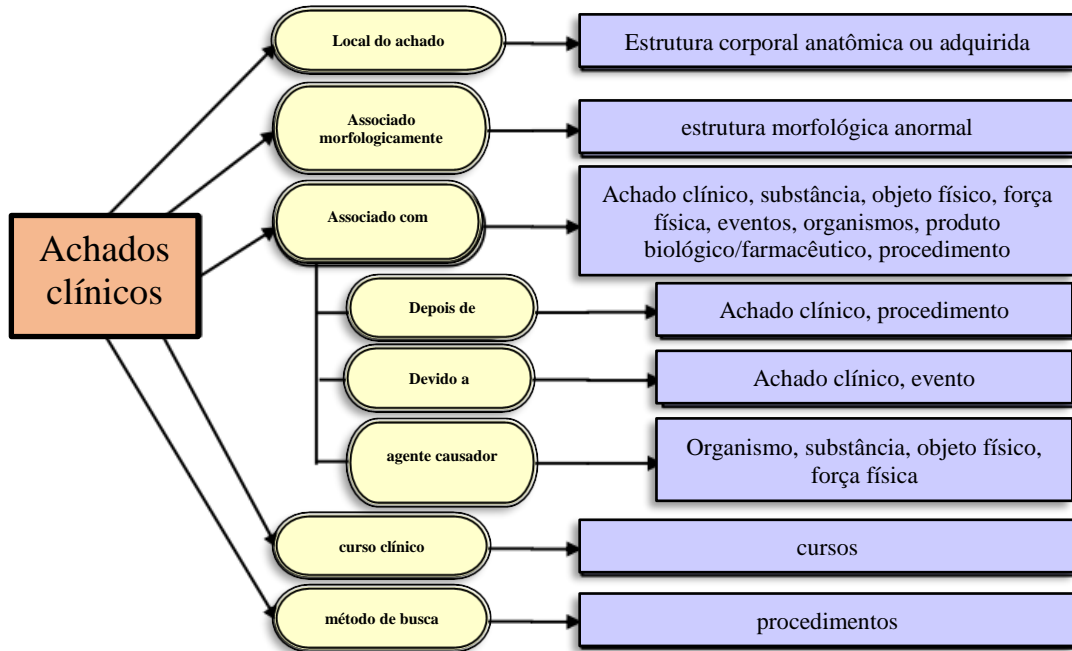 Local do achado
Estrutura corporal anatômica ou adquirida
Associado
morfologicamente
estrutura morfológica anormal
Achados
clínicos
Associado com
Achado clínico, substância, objeto físico, força
física, eventos, organismos, produto
biológico/farmacêutico, procedimento
Depois de
Achado clínico, procedimento
Devido a
Achado clínico, evento
agente causador
Organismo, substância, objeto físico,
força física
curso clínico
cursos
método de busca
procedimentos